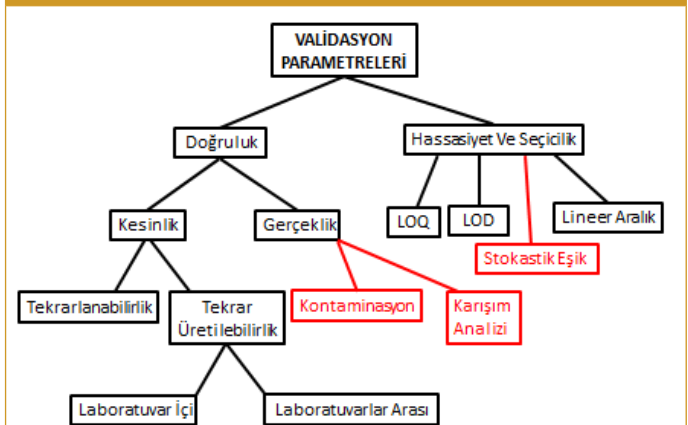 VALİDASYON
PARAMETRELERİ
Doğruluk
Hassasiyet Ve Seçicilik
Kesinlik
Gerçeklik
LOQ
LOD
Lineer Aralık
Stokastik Eşik
Tekrarlanabilirlik
Tekrar
Üretilebilirlik
Kontaminasyon
Karışım
Analizi
Laboratuvar İçi
Laboratuvarlar Arası